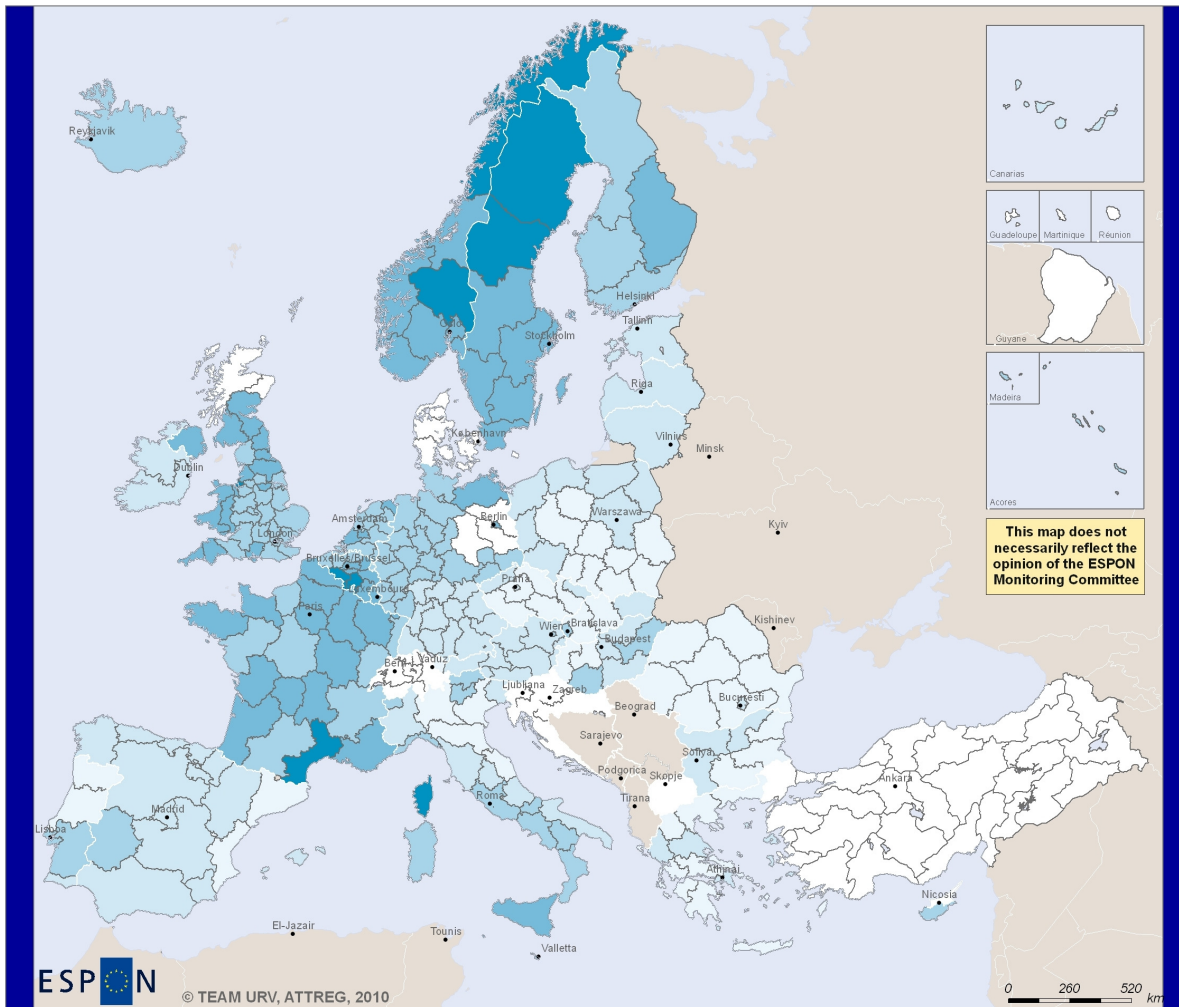 Reykjavik
Canarias
Guadeloupe
Martinique
Réunion
Guyane
Madeira
Acores
This map does not
necessarily reflect the
opinion of the ESPON
Monitoring Committee
Helsinki
Tallinn
Oslo
Stockholm
Riga
København
Vilnius
Minsk
Dublin
Amsterdam
Berlin
Warszawa
London
Kyiv
Bruxelles/Brussel
Luxembourg
Praha
Paris
Kishinev
Wien
Bratislava
Budapest
Bern
Vaduz
Ljubljana
Zagreb
Bucuresti
Beograd
Sarajevo
Sofiya
Podgorica
Skopje
Ankara
Roma
Tirana
Madrid
Lisboa
Athinai
Nicosia
El-Jazair
Tounis
Valletta
ESPON
© TEAM URV, ATTREG, 2010
0 260 520
km